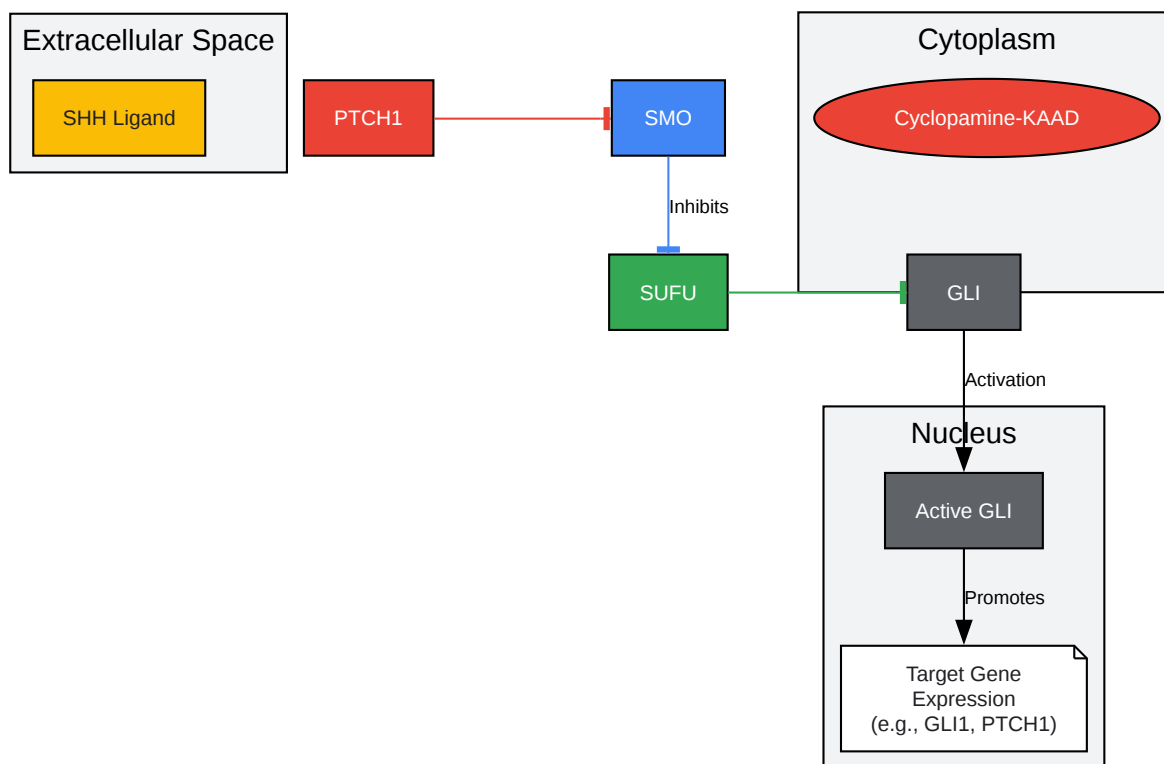 Extracellular Space
Cytoplasm
SHH Ligand
PTCH1
SMO
Cyclopamine-KAAD
Inhibits
SUFU
GLI
Activation
Nucleus
Active GLI
Promotes
Target Gene
Expression
(e.g., GLI1, PTCH1)